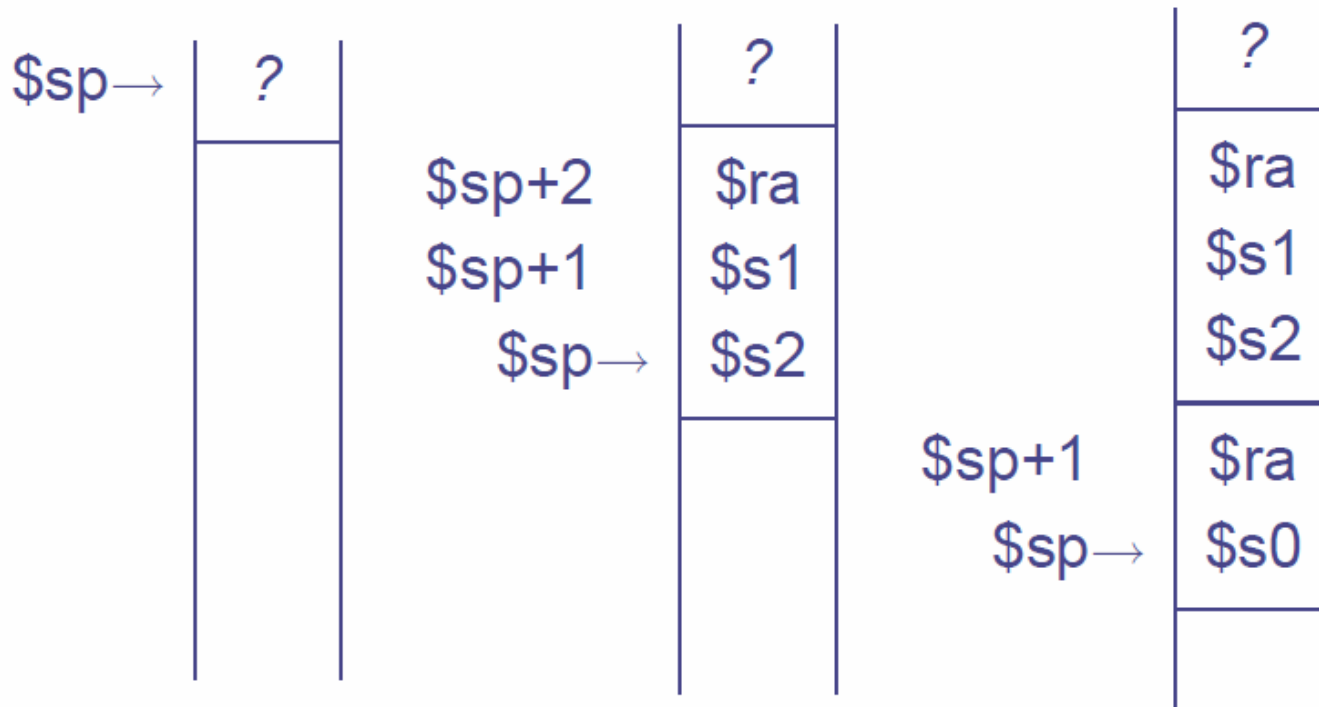 $sp→ ?
?
$sp+2 $ra
$sp+1 $s1
$sp→ $s2
?
$ra
$s1
$s2
$sp+1 $ra
$sp→ $s0